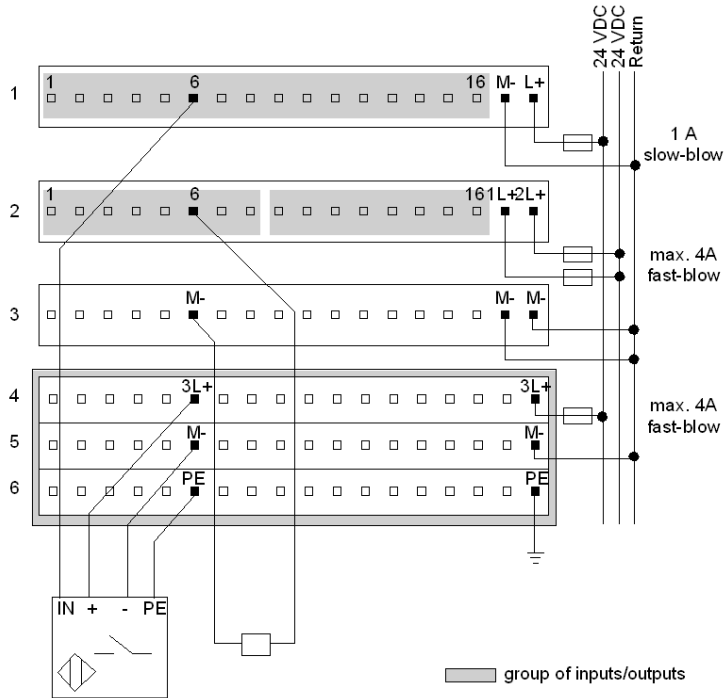 24 VDC
24 VDC
Return
1
1
6
16
M-
L+
1 A
slow-blow
2
1
6
16
1L+
2L+
max. 4A
fast-blow
3
M-
M-
M-
4
3L+
3L+
max. 4A
fast-blow
5
M-
M-
6
PE
PE
IN
+
-
PE
group of inputs/outputs